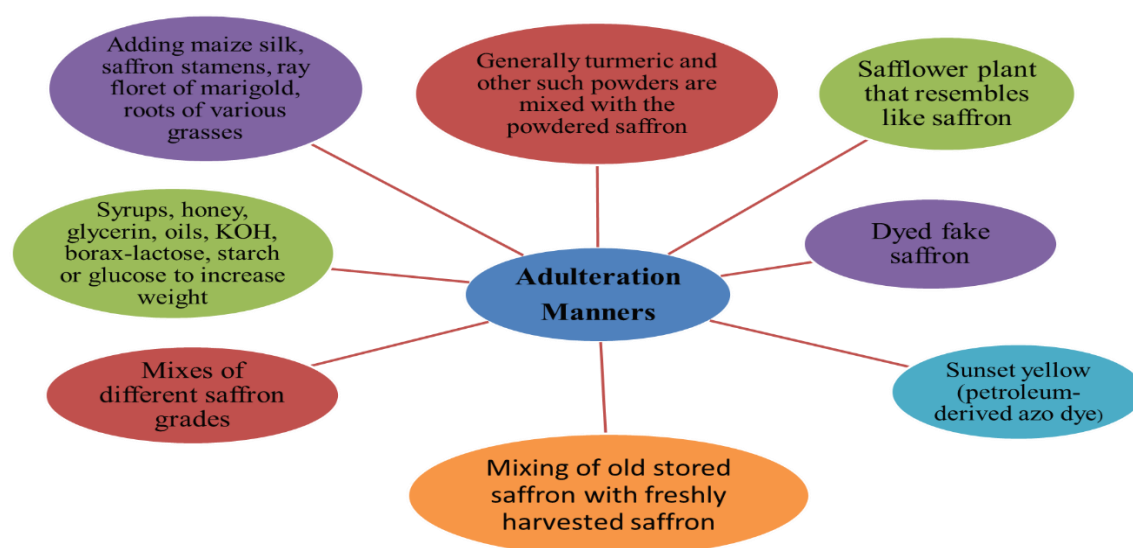 Adding maize silk,
saffron stamens, ray
floret of marigold,
roots of various
grasses
Generally turmeric and
other such powders are
mixed with the
powdered saffron
Safflower plant
that resembles
like saffron
Syrups, honey,
glycerin, oils, KOH,
borax-lactose, starch
or glucose to increase
weight
Adulteration
Manners
Dyed fake
saffron
Mixes of
different saffron
grades
Sunset yellow
(petroleum-
derived azo dye)
Mixing of old stored
saffron with freshly
harvested saffron